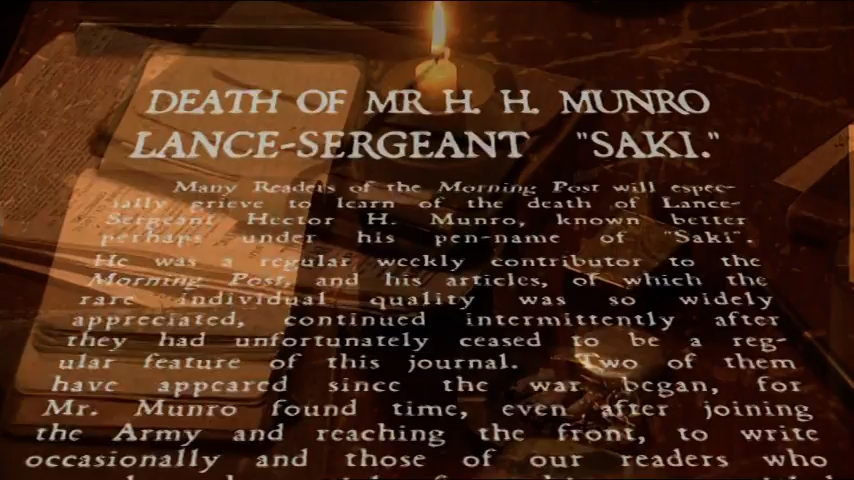 DEATH OF MR H. H. MUNRO
LANCE-SERGEANT "SAKI."
Many Readers of the Morning Post will espec-
ially grieve to learn of the death of Lance-
Sergeant Hector H. Munro, known better
perhaps under his pen-name of "Saki".
He was a regular weekly contributor to the
Morning Post, and his articles, of which the
rare individual quality was so widely
appreciated, continued intermittently after
they had unfortunately ceased to be a reg-
ular feature of this journal. Two of them
have appeared since the war began, for
Mr. Munro found time, even after joining
the Army and reaching the front, to write
occasionally and those of our readers who